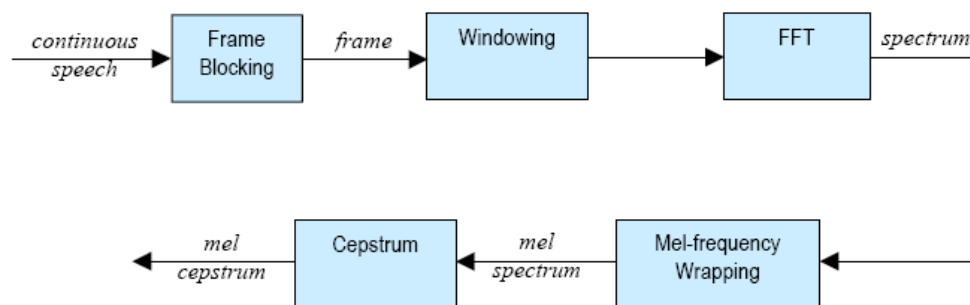 continuous
speech
Frame
Blocking
frame
Windowing
FFT
spectrum
mel
cepstrum
Cepstrum
mel
spectrum
Mel-frequency
Wrapping